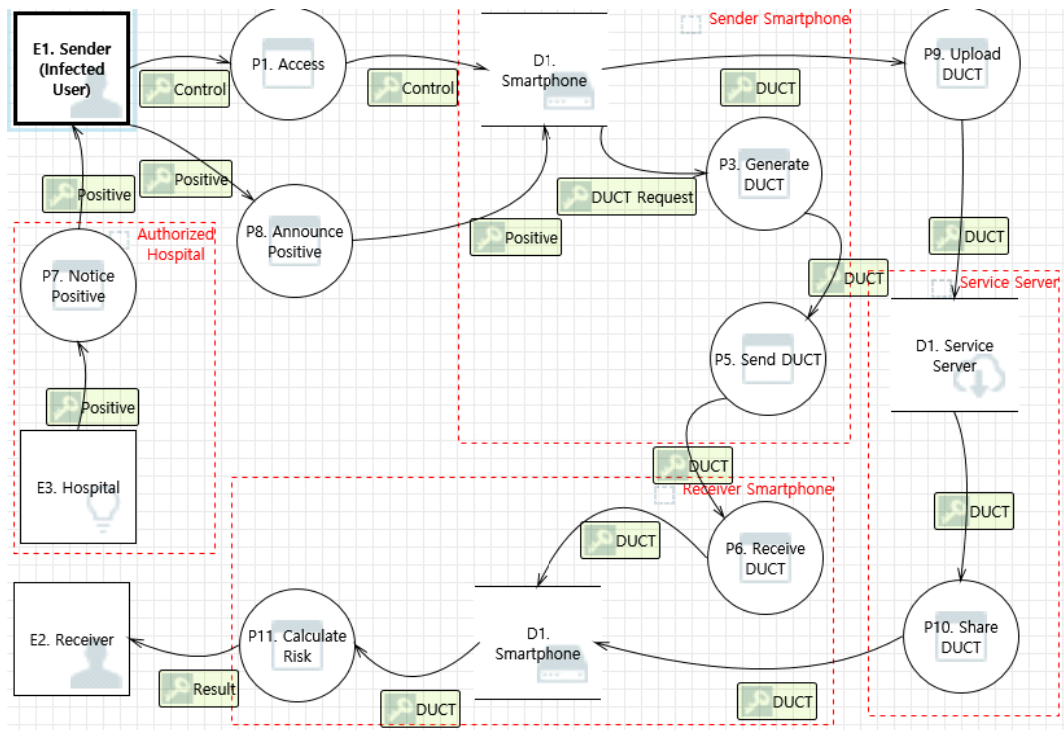 E1. Sender
(Infected
User)
Control
P1. Access
Control
D1.
Smartphone
Sender Smartphone
DUCT
P9. Upload
DUCT
Positive
Positive
P8. Announce
Positive
Positive
DUCT Request
P3. Generate
DUCT
DUCT
DUCT
Authorized
Hospital
P7. Notice
Positive
Positive
E3. Hospital
P5. Send DUCT
DUCT
Service Server
D1. Service
Server
DUCT
Receiver Smartphone
DUCT
P6. Receive
DUCT
E2. Receiver
Result
P11. Calculate
Risk
DUCT
D1.
Smartphone
DUCT
P10. Share
DUCT